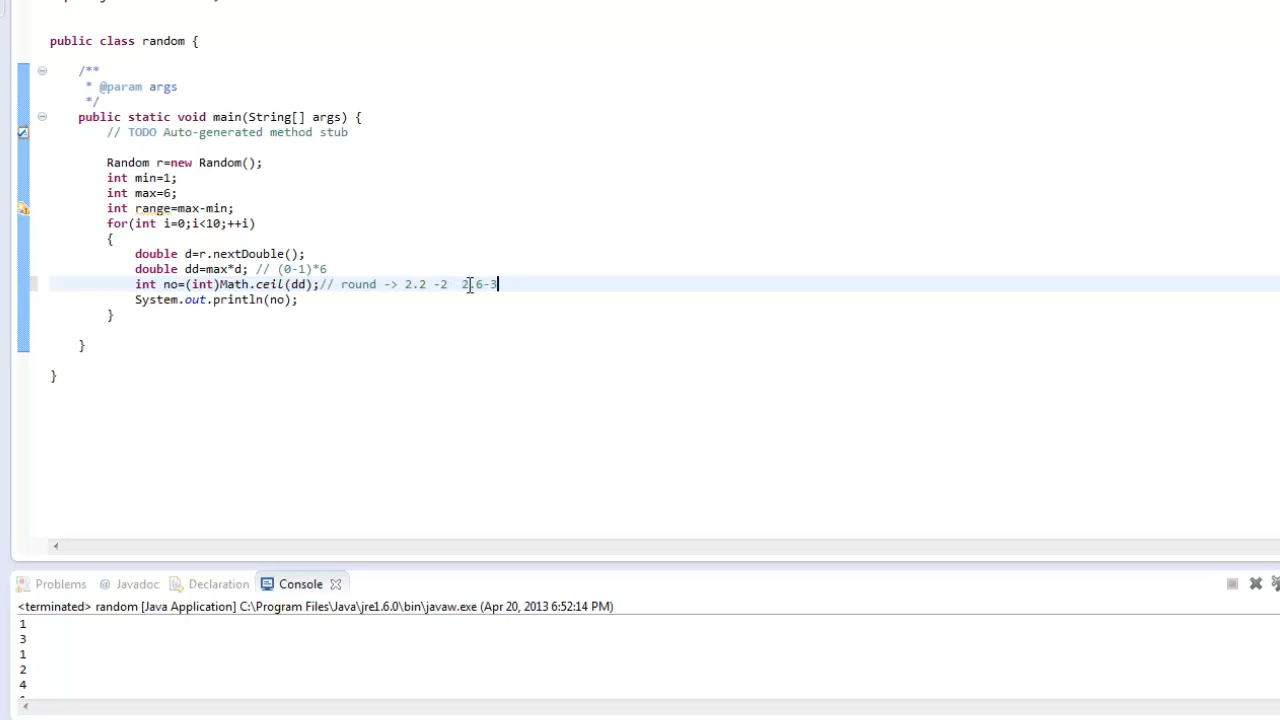 public class random {
/**
* @param args
*/
public static void main(String[] args) {
// TODO Auto-generated method stub
Random r=new Random();
int min=1;
int max=6;
int range=max-min;
for(int i=0;i<10;++i)
{
double d=r.nextDouble();
double dd=max*d; // (0-1)*6
int no=(int)Math.ceil(dd);// round -> 2.2 -2  2.6-3
System.out.println(no);
}
}
}
Problems @ Javadoc Declaration Console
<terminated> random [Java Application] C:\Program Files\Java\jre1.6.0\bin\javaw.exe (Apr 20, 2013 6:52:14 PM)
1
3
1
2
4